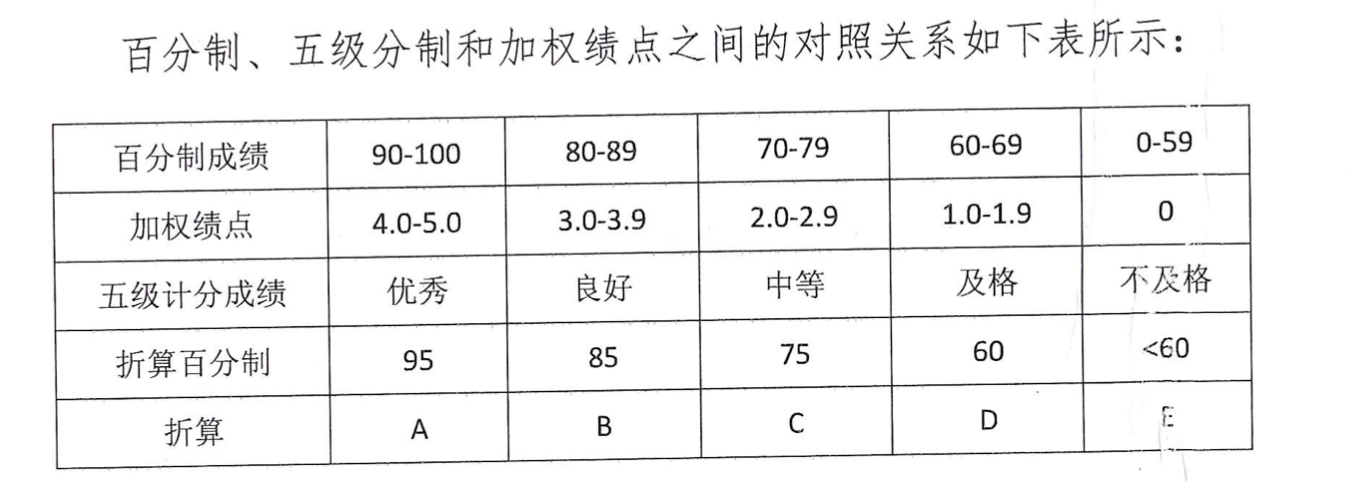 百分制、五级分制和加权绩点之间的对照关系如下表所示：
百分制成绩 90-100 80-89 70-79 60-69 0-59
加权绩点 4.0-5.0 3.0-3.9 2.0-2.9 1.0-1.9 0
五级计分成绩 优秀 良好 中等 及格 不及格
折算百分制 95 85 75 60 <60
折算 A B C D E